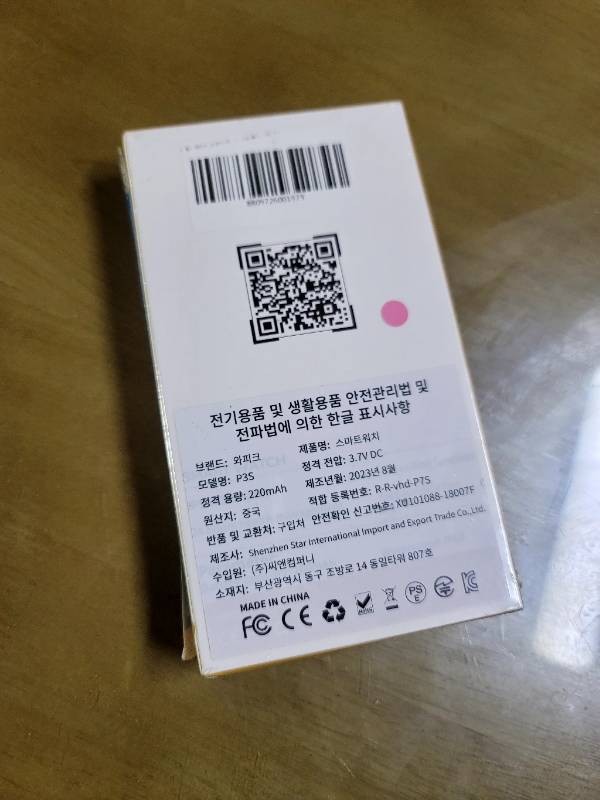 8809726001979
전기용품 및 생활용품 안전관리법 및
전파법에 의한 한글 표시사항
브랜드: 와피크 제품명: 스마트워치
모델명: P3S 정격 전압: 3.7V DC
정격 용량: 220mAh 제조년월: 2023년 8월
원산지: 중국 적합 등록번호: R-R-vhd-P7S
반품 및 교환처: 구입처 안전확인 신고번호: XU101088-18007F
제조사: Shenzhen Star International Import and Export Trade Co.,Ltd.
수입원: (주)씨앤컴퍼니
소재지: 부산광역시 동구 조방로 14 동일타워 807호
MADE IN CHINA
FC CE PS E